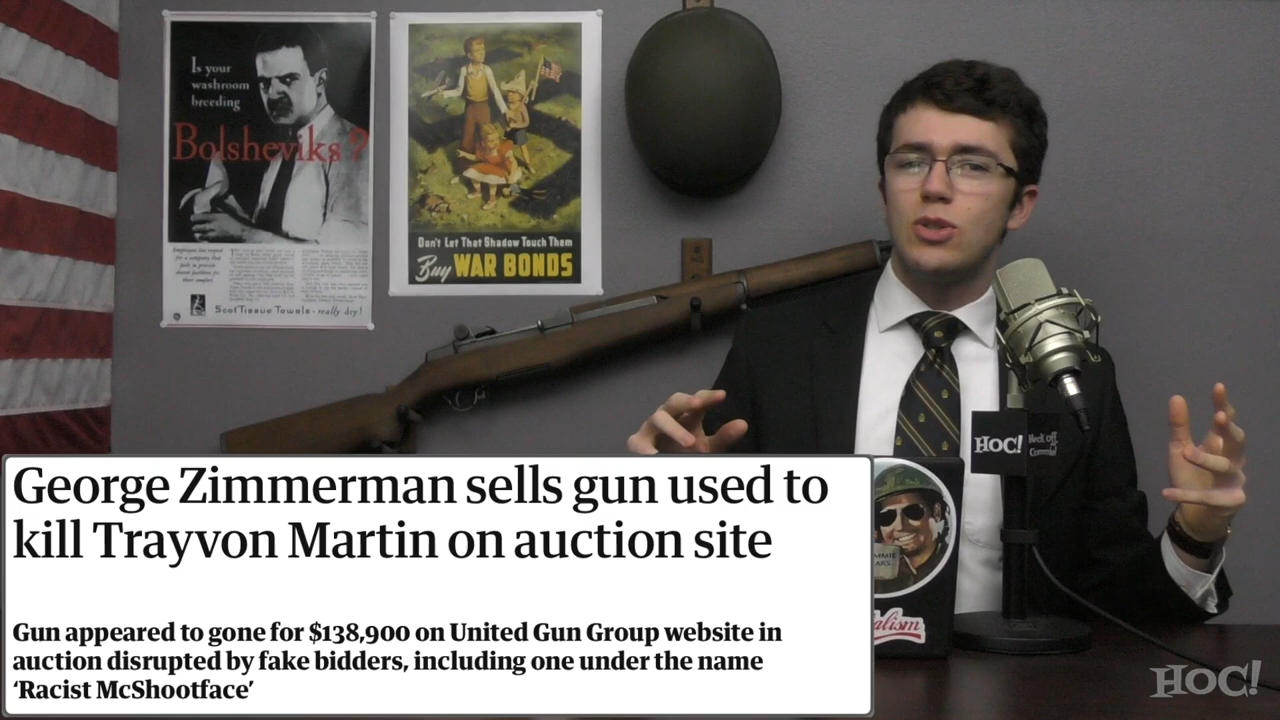 Is your
washroom
breeding
Bolsheviks?
ScotTissue Towels - really dry!
Don't Let That Shadow Touch Them
Buy WAR BONDS
HOC!
George Zimmerman sells gun used to
kill Trayvon Martin on auction site
Gun appeared to gone for $138,900 on United Gun Group website in
auction disrupted by fake bidders, including one under the name
‘Racist McShootface’
HOC!